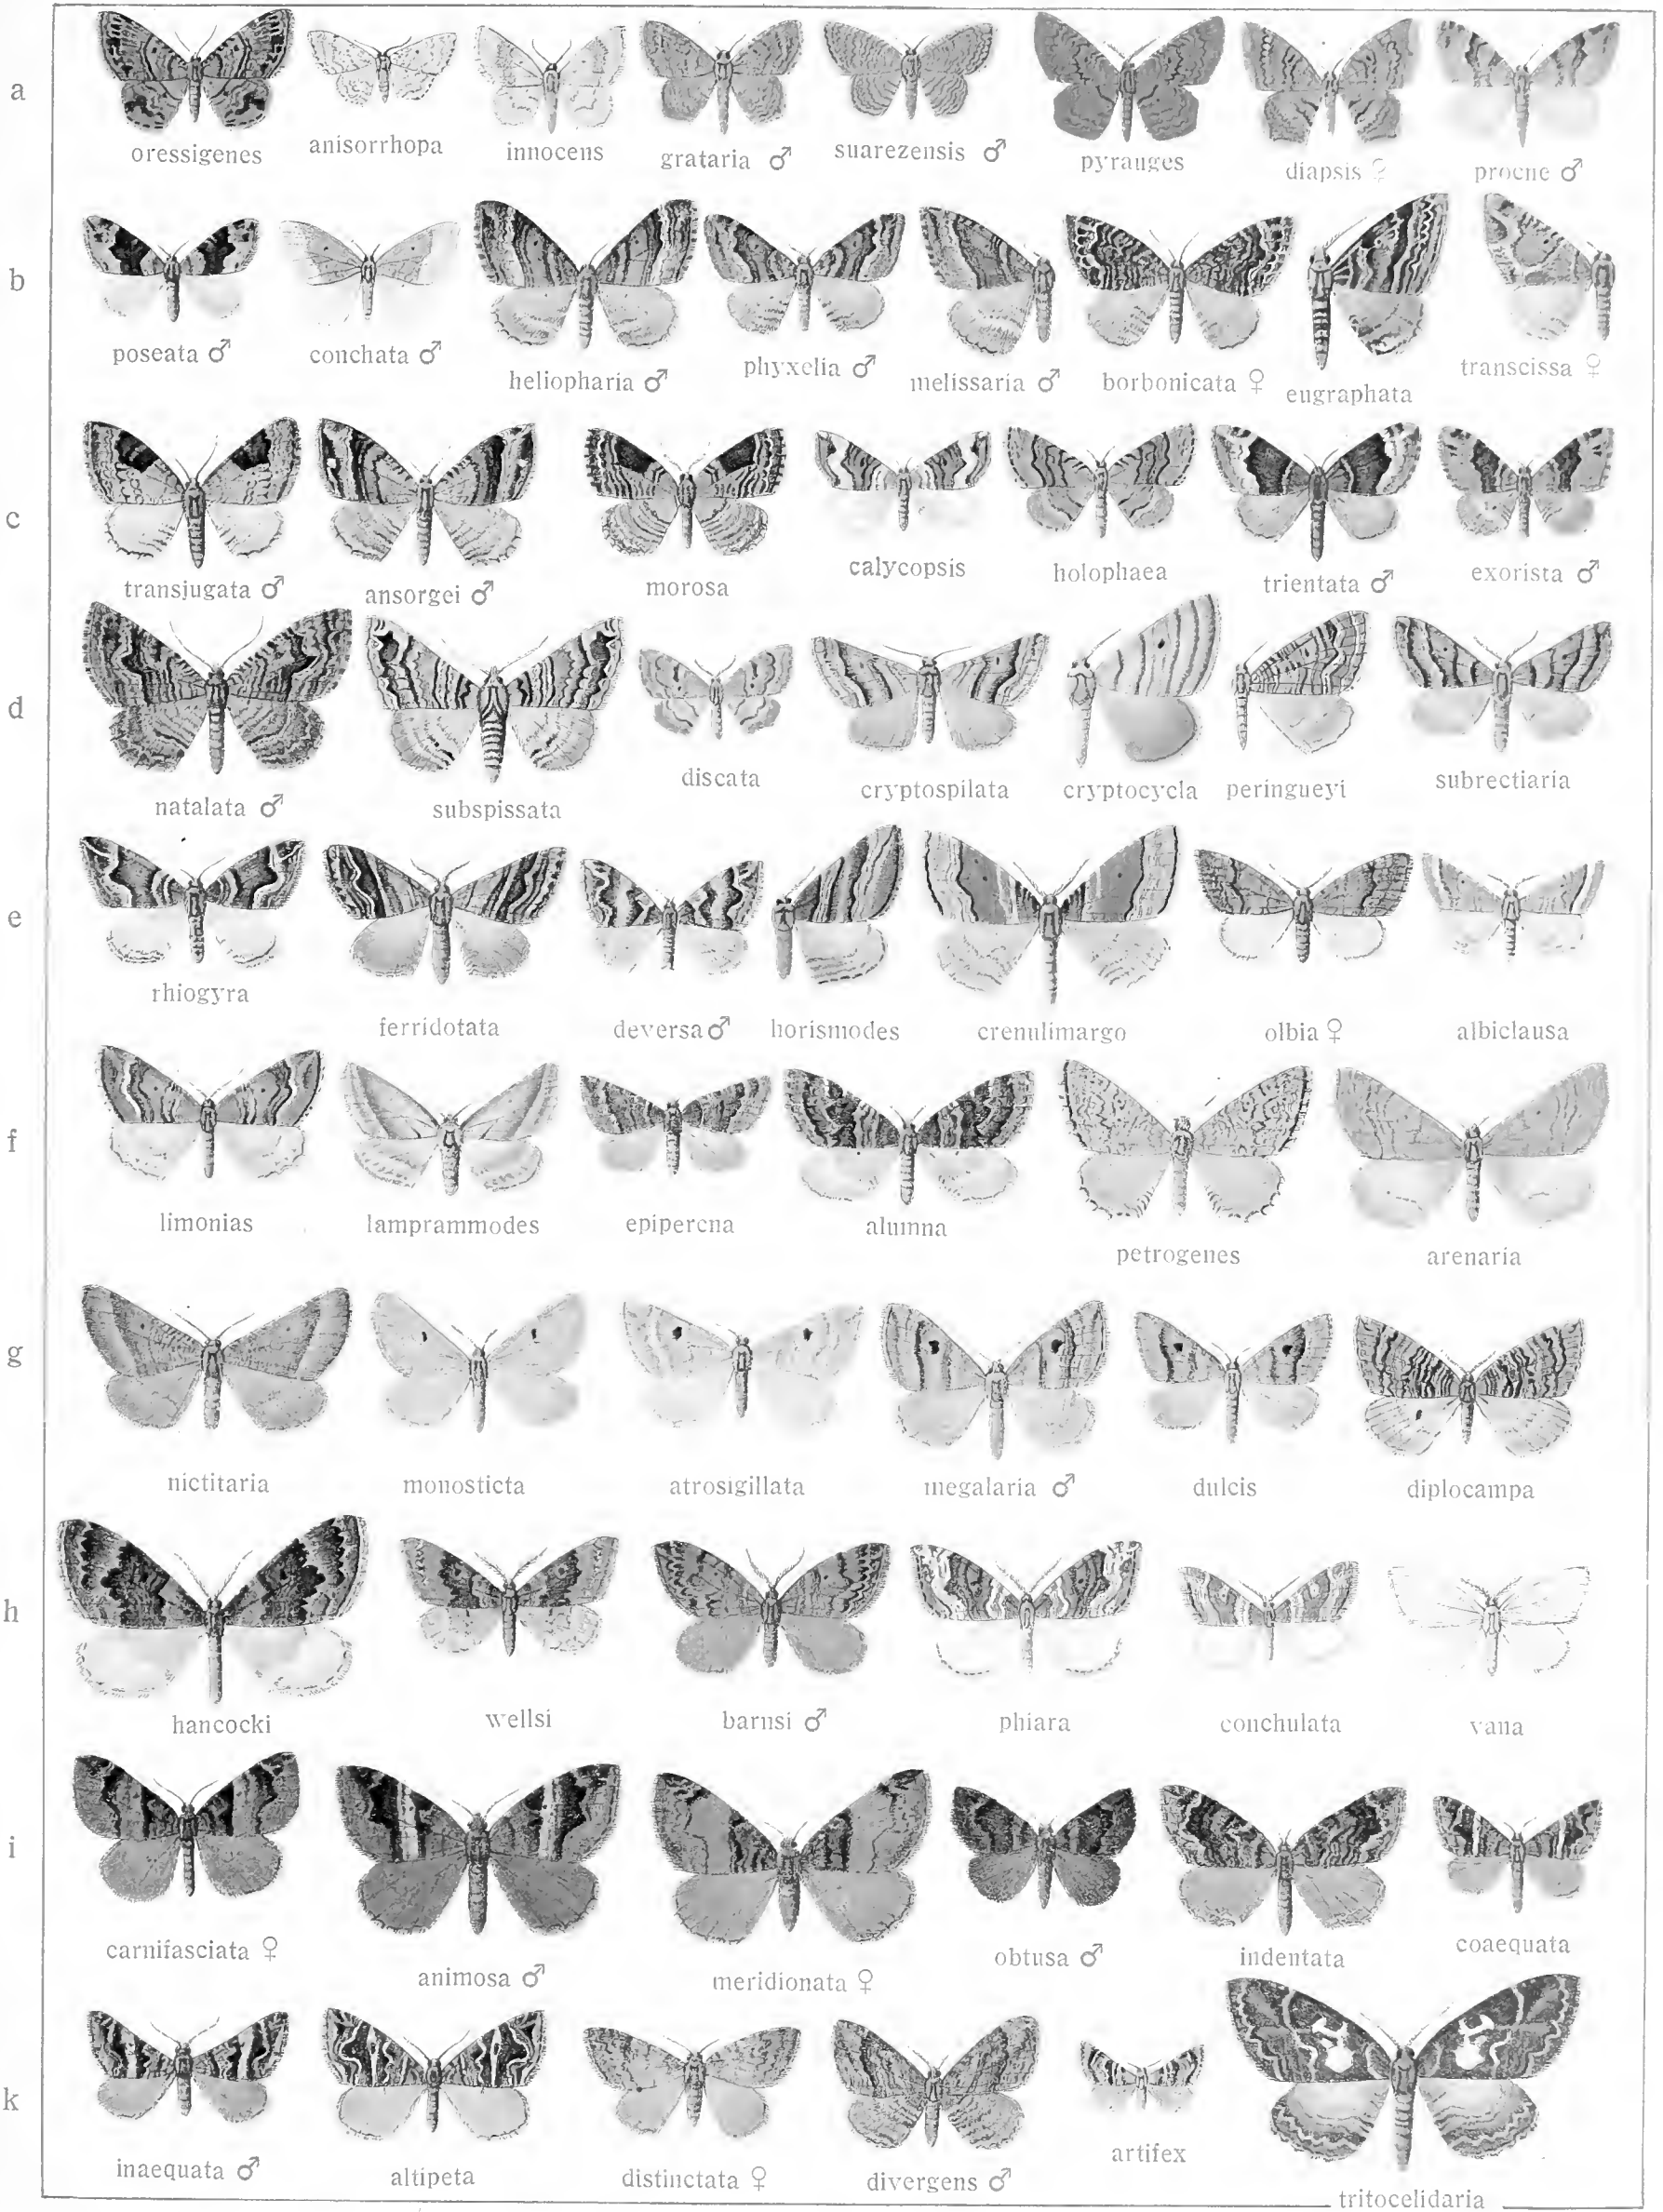 a
oressigenes anisorrhopa innocens grataria ♂ suarezensis ♂ pyrauges diapsis ♀ procne ♂
b
poseata ♂ conchata ♂ heliopharia ♂ phyxelia ♂ melissaria ♂ borbonicata ♀ eugraphata transcissa ♀
c
transjugata ♂ ansorgei ♂ morosa calycopsis holophaea trientata ♂ exorista ♂
d
natalata ♂ subspissata discata cryptospilata cryptocycla peringueyi subrectiaria
e
rhiogyra ferridotata deversa ♂ horismodes crenulimargo olbia ♀ albiclausa
f
limonias lamprammodes epiperena alumna petrogenes arenaria
g
nictitaria monosticta atrosigillata megalaria ♂ dulcis diplocampa
h
hancocki wellsi barnsi ♂ phiara conchulata vana
i
carnifasciata ♀ animosa ♂ meridionata ♀ obtusa ♂ indentata coaequata
k
inaequata ♂ altipeta distinctata ♀ divergens ♂ artifex tritocelidaria